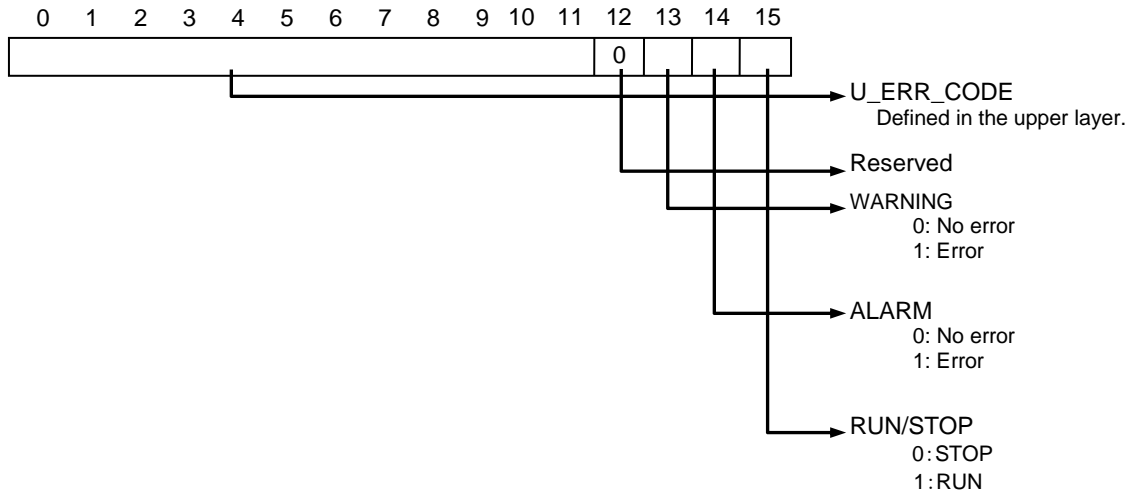 0 1 2 3 4 5 6 7 8 9 10 11 12 13 14 15
0
U_ERR_CODE
Defined in the upper layer.
Reserved
WARNING
0: No error
1: Error
ALARM
0: No error
1: Error
RUN/STOP
0:STOP
1:RUN